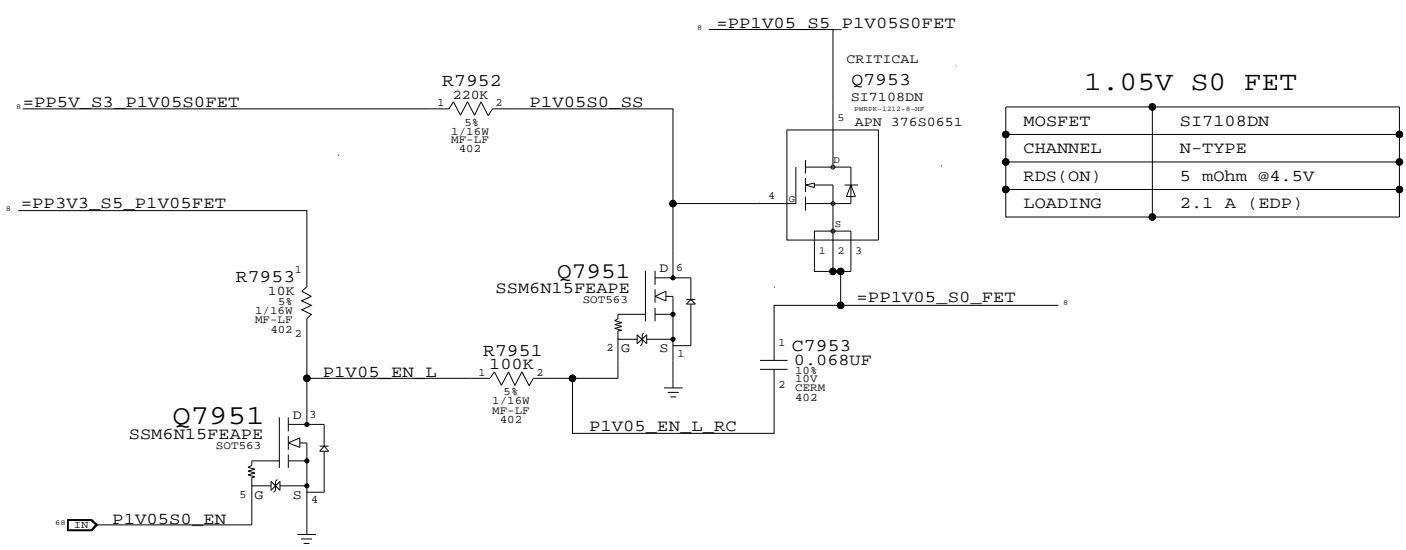 8 =PP1V05_S5_P1V05S0FET
CRITICAL
Q7953
SI7108DN
PWRPK-1212-8-HF
5 APN 376S0651
D
4 G
S
1 2 3
1.05V S0 FET
MOSFET SI7108DN
CHANNEL N-TYPE
RDS(ON) 5 mOhm @4.5V
LOADING 2.1 A (EDP)
R7952
8 =PP5V_S3_P1V05S0FET 1 220K 2 P1V05S0_SS
5%
1/16W
MF-LF
402
8 =PP3V3_S5_P1V05FET
R7953 1
10K
5%
1/16W
MF-LF
402 2
Q7951
SSM6N15FEAPE
SOT563
D 6
2 G S 1
=PP1V05_S0_FET 8
R7951
P1V05_EN_L 1 100K 2
5%
1/16W
MF-LF
402
1 C7953
0.068UF
10%
10V
2 CERM
402
P1V05_EN_L_RC
Q7951
SSM6N15FEAPE
SOT563
D 3
5 G S 4
68 IN P1V05S0_EN